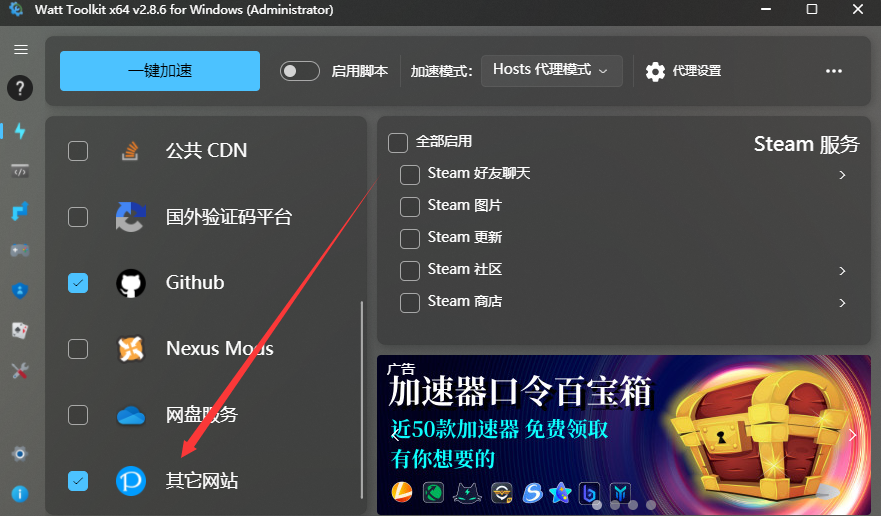 Watt Toolkit x64 v2.8.6 for Windows (Administrator)
一键加速
启用脚本
加速模式:
Hosts 代理模式
代理设置
公共 CDN
国外验证码平台
Github
Nexus Mods
网盘服务
其它网站
全部启用
Steam 服务
Steam 好友聊天
Steam 图片
Steam 更新
Steam 社区
Steam 商店
广告
加速器口令百宝箱
近50款加速器 免费领取
有你想要的